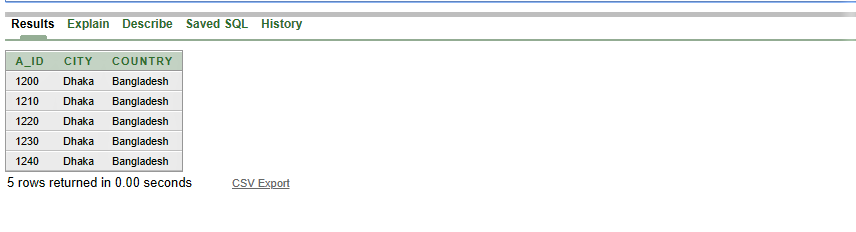 Results Explain Describe Saved SQL History
A_ID CITY COUNTRY
1200 Dhaka Bangladesh
1210 Dhaka Bangladesh
1220 Dhaka Bangladesh
1230 Dhaka Bangladesh
1240 Dhaka Bangladesh
5 rows returned in 0.00 seconds CSV Export